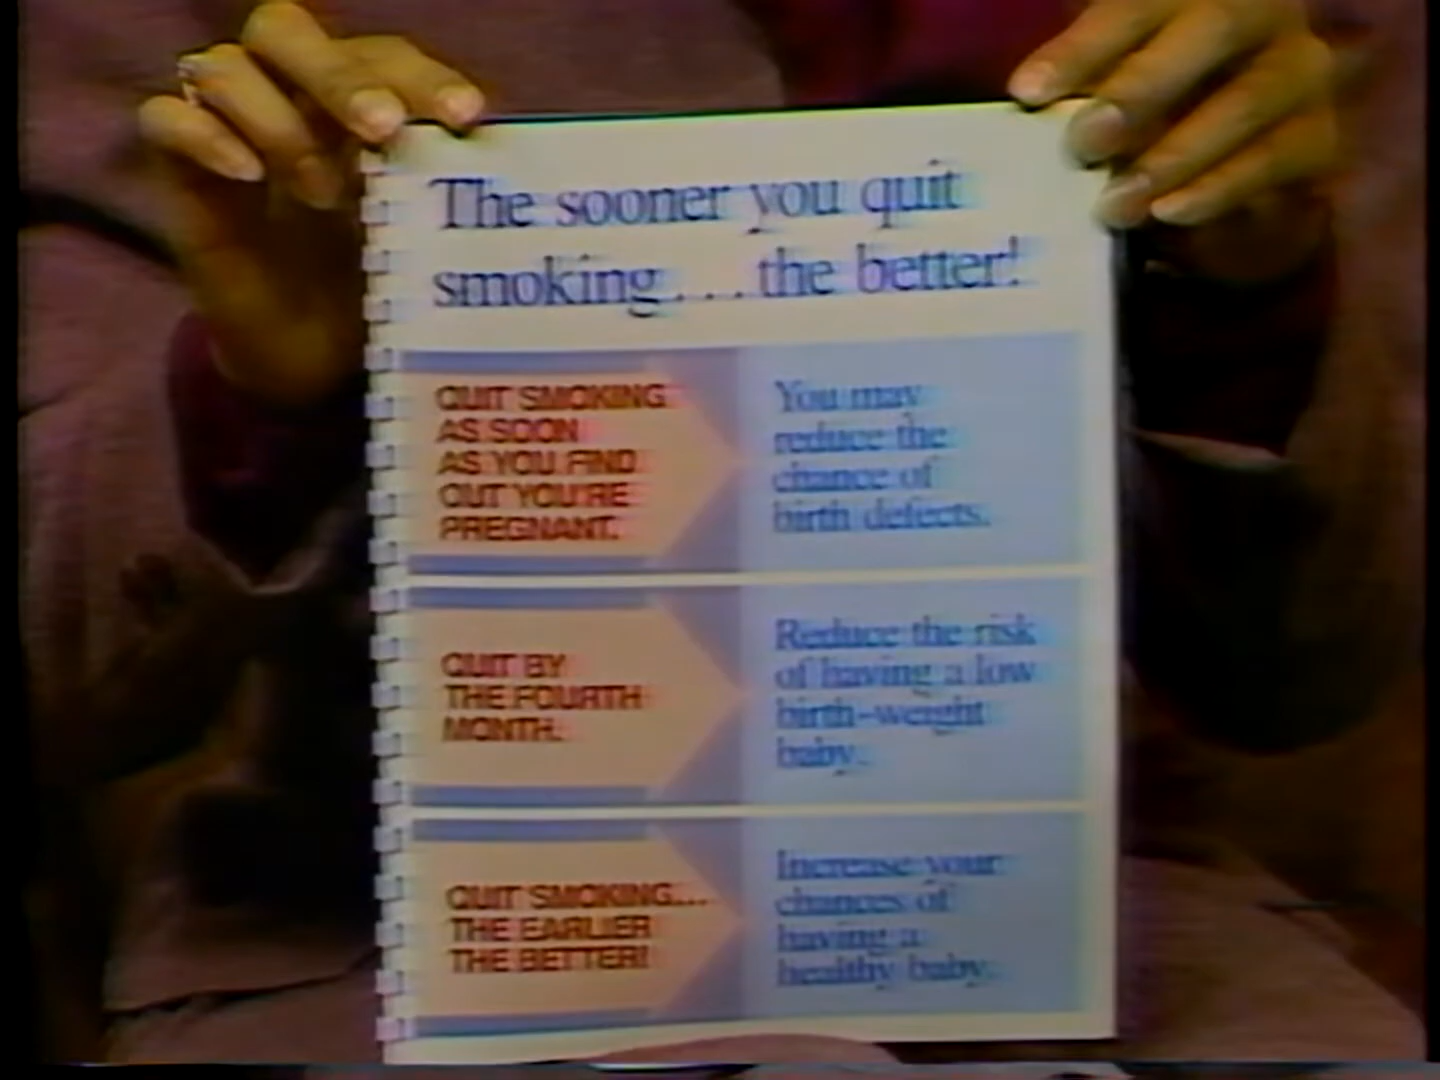 The sooner you quit
smoking...the better!
QUIT SMOKING
AS SOON
AS YOU FIND
OUT YOU'RE
PREGNANT.
You may
reduce the
chance of
birth defects.
QUIT BY
THE FOURTH
MONTH.
Reduce the risk
of having a low
birth-weight
baby.
QUIT SMOKING...
THE EARLIER
THE BETTER!
Increase your
chances of
having a
healthy baby.